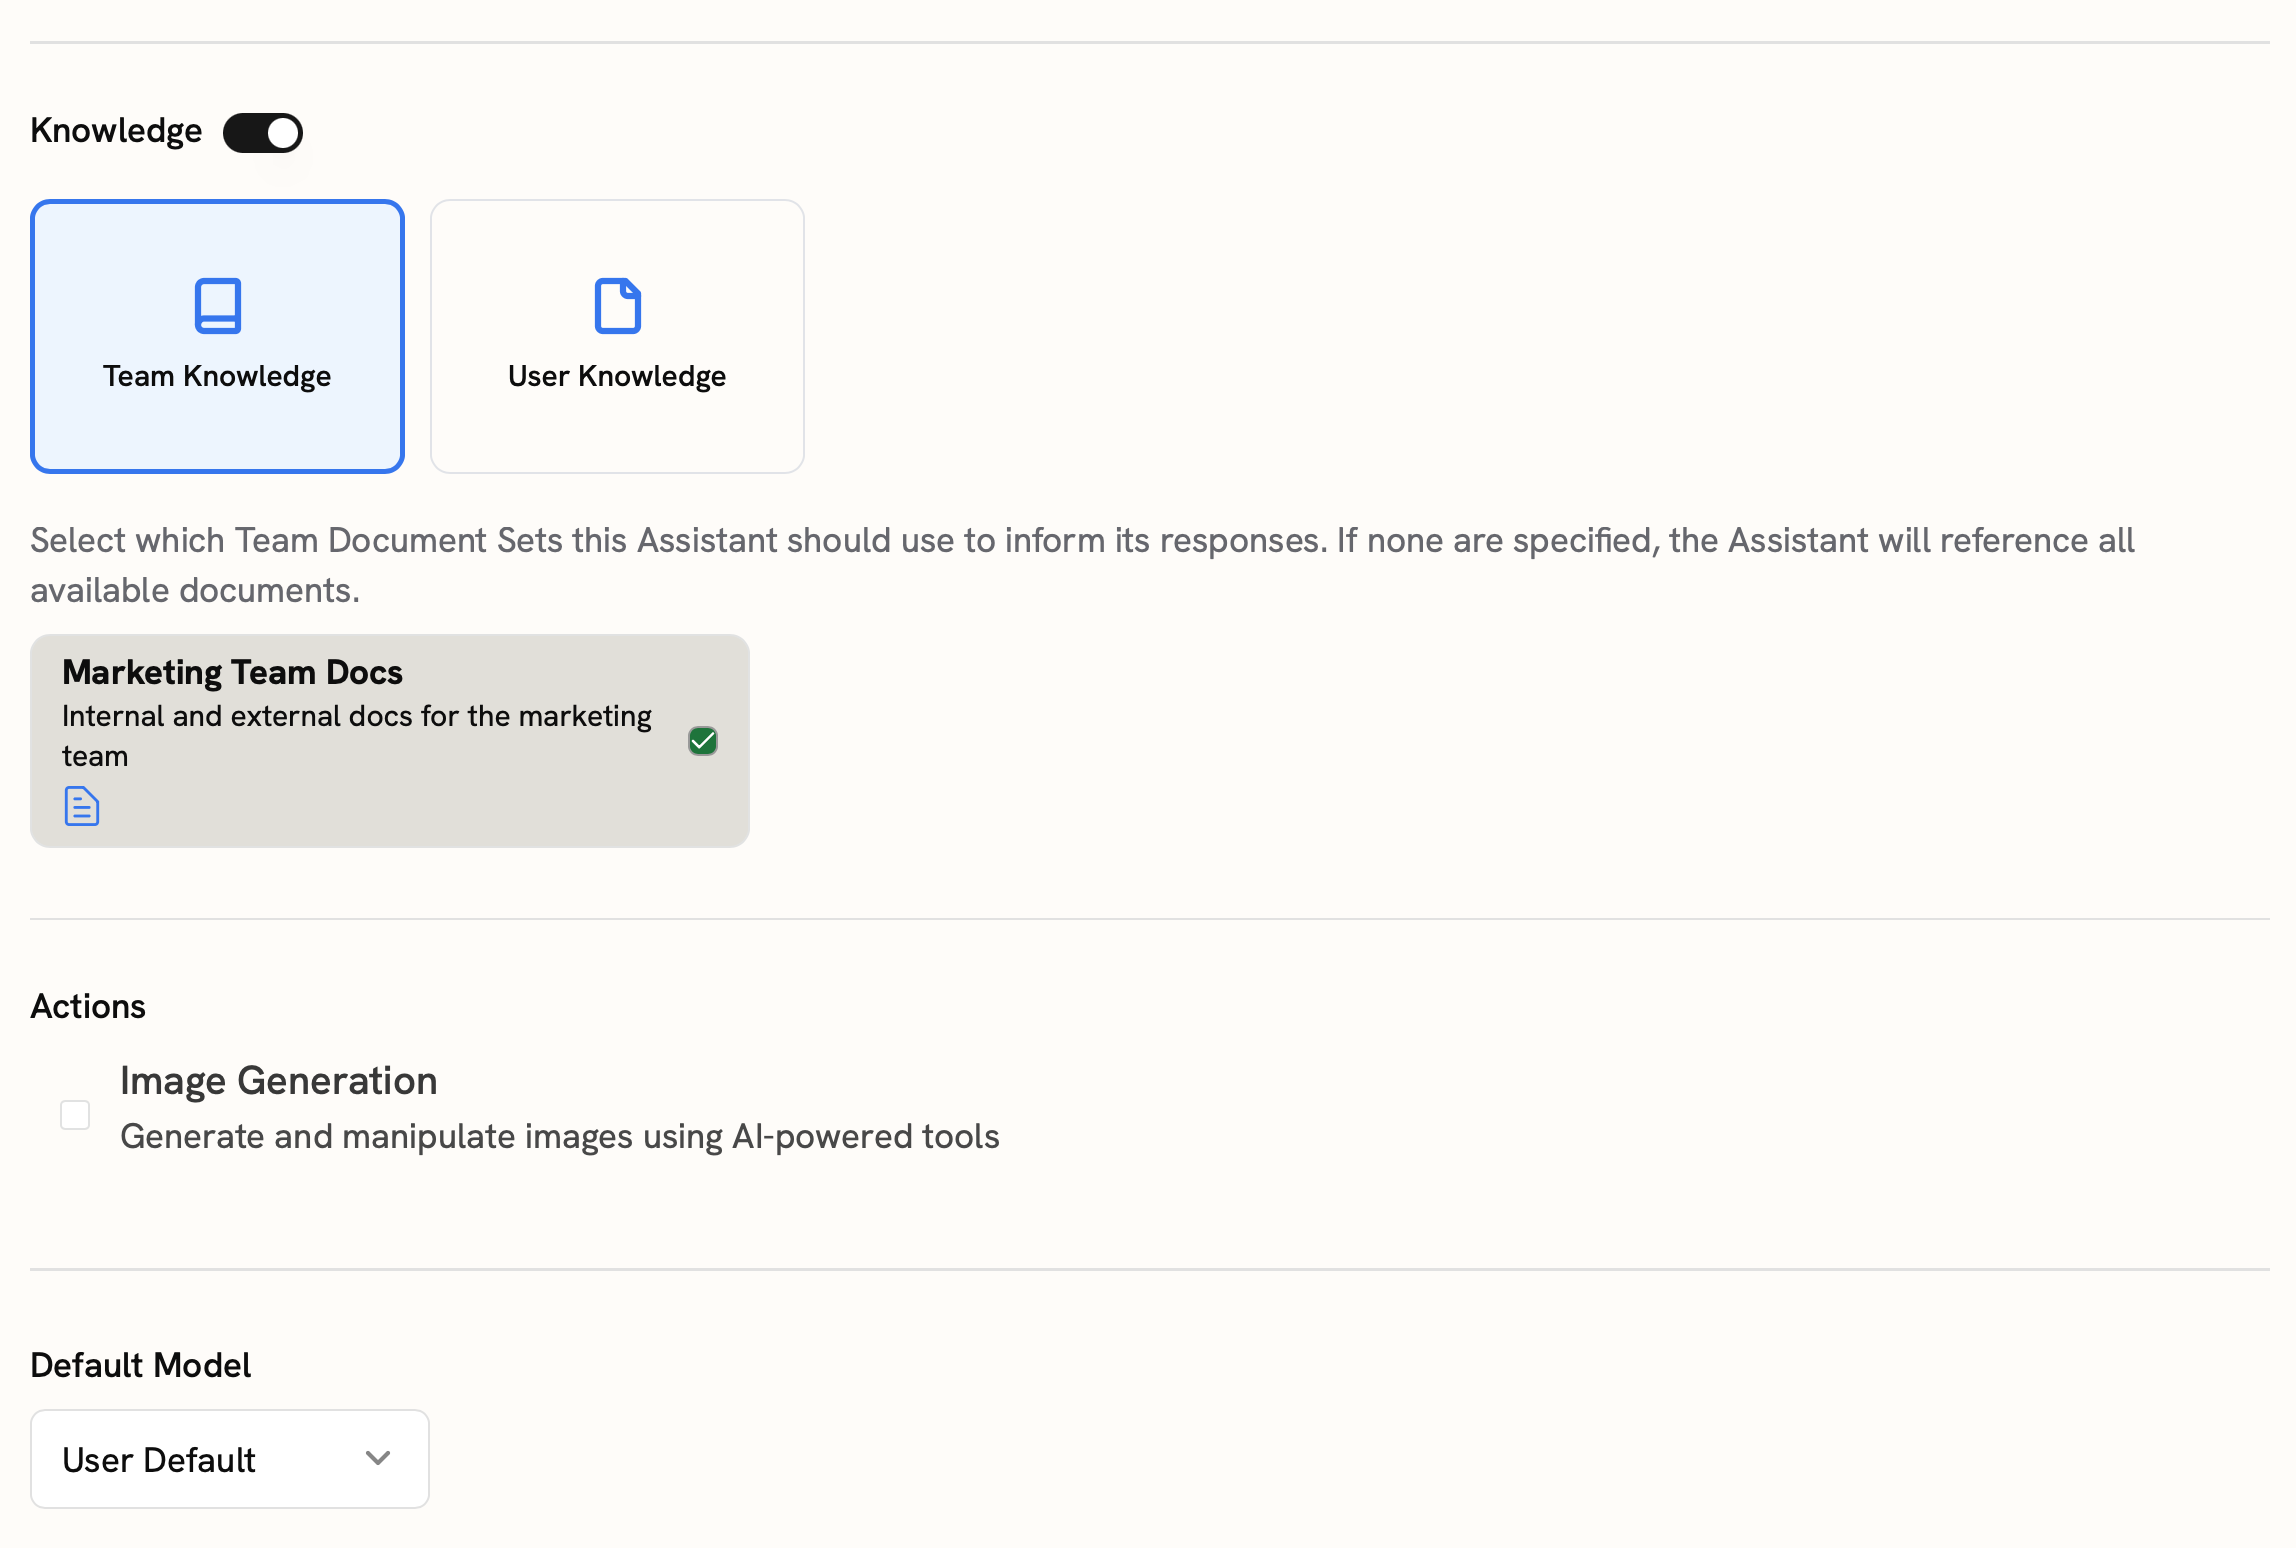 Knowledge
Team Knowledge
User Knowledge
Select which Team Document Sets this Assistant should use to inform its responses. If none are specified, the Assistant will reference all
available documents.
Marketing Team Docs
Internal and external docs for the marketing
team
Actions
Image Generation
Generate and manipulate images using AI-powered tools
Default Model
User Default